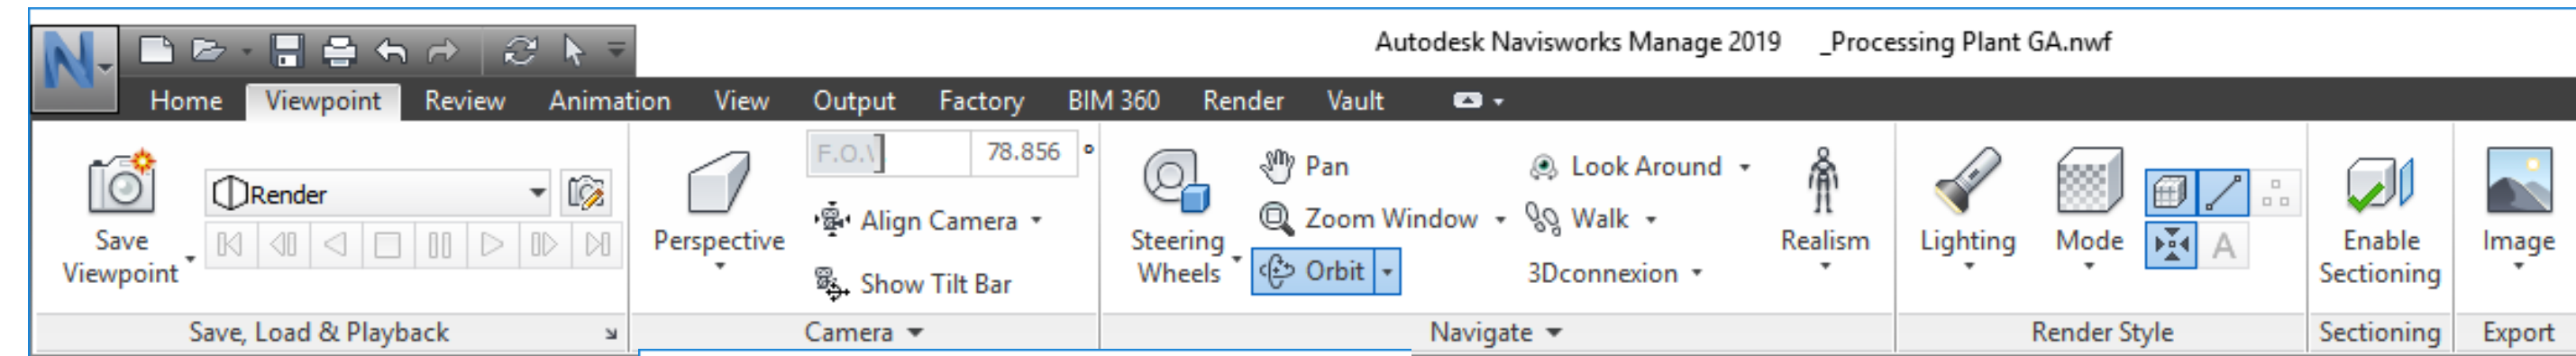 Autodesk Navisworks Manage 2019 _Processing Plant GA.nwf
Home Viewpoint Review Animation View Output Factory BIM 360 Render Vault
Save Viewpoint
Render
Perspective
F.O.V 78.856 °
Align Camera
Show Tilt Bar
Steering Wheels
Pan
Zoom Window
Orbit
Look Around
Walk
3Dconnexion
Realism
Lighting
Mode
A
Enable Sectioning
Image
Save, Load & Playback Camera Navigate Render Style Sectioning Export